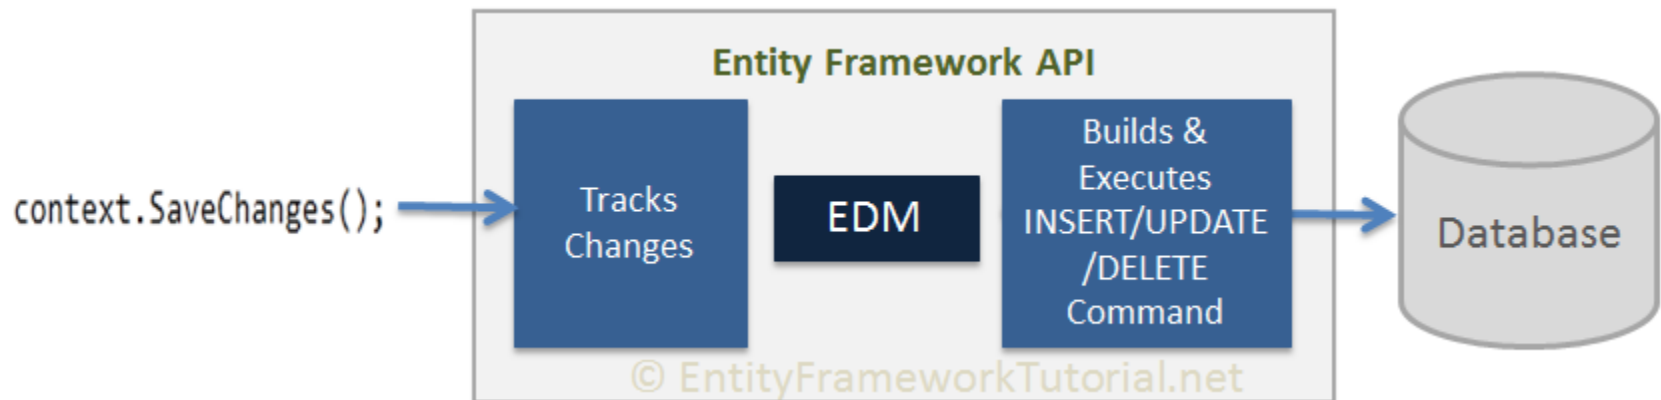 Entity Framework API
context.SaveChanges();
Tracks
Changes
EDM
Builds &
Executes
INSERT/UPDATE
/DELETE
Command
Database
© EntityFrameworkTutorial.net